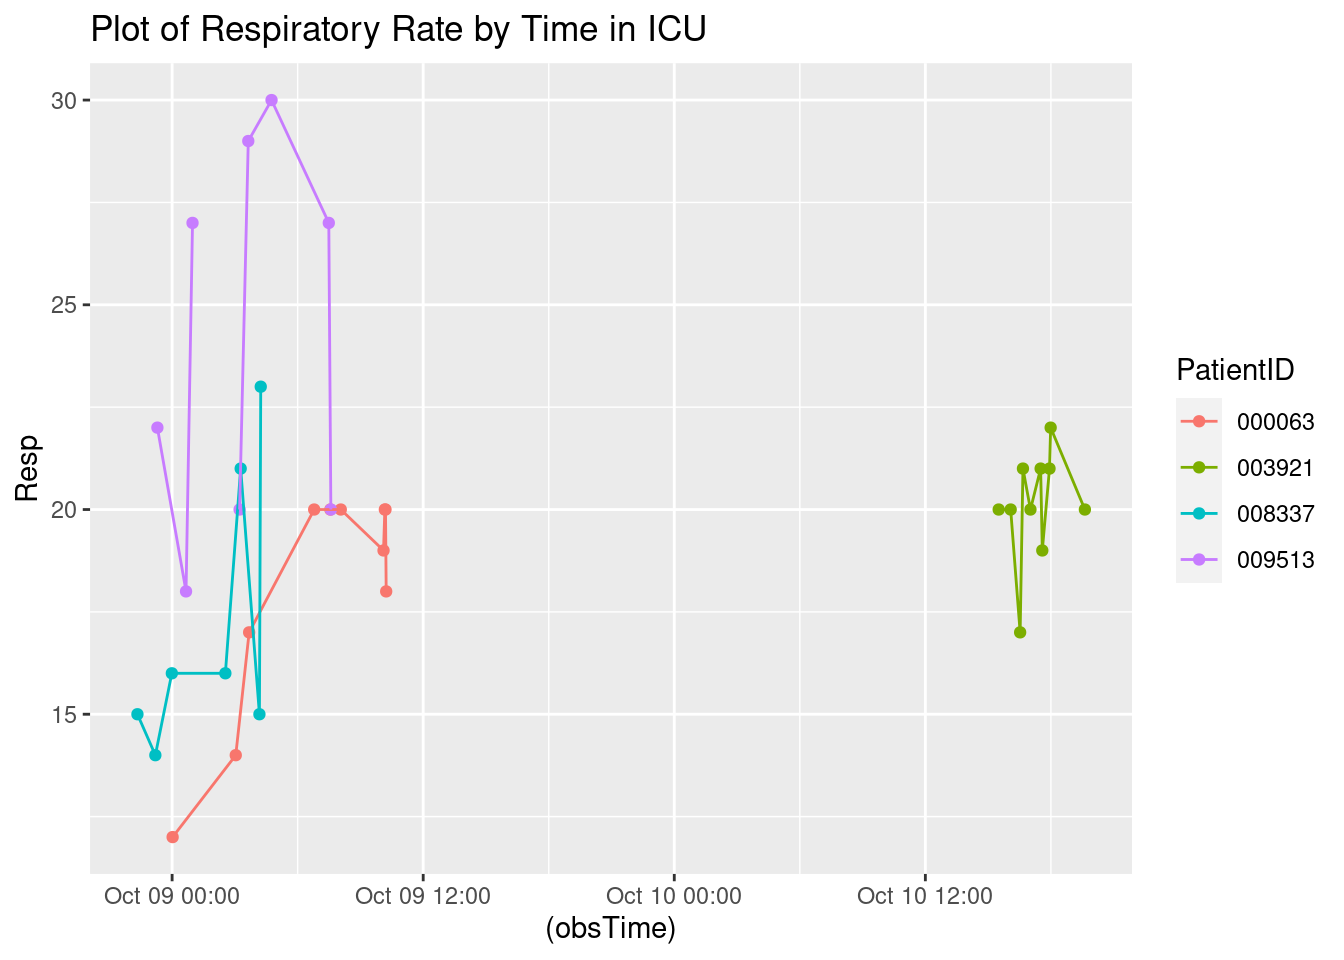 Plot of Respiratory Rate by Time in ICU
30
25
20
15
Resp
Oct 09 00:00
Oct 09 12:00
Oct 10 00:00
Oct 10 12:00
(obsTime)
PatientID
000063
003921
008337
009513